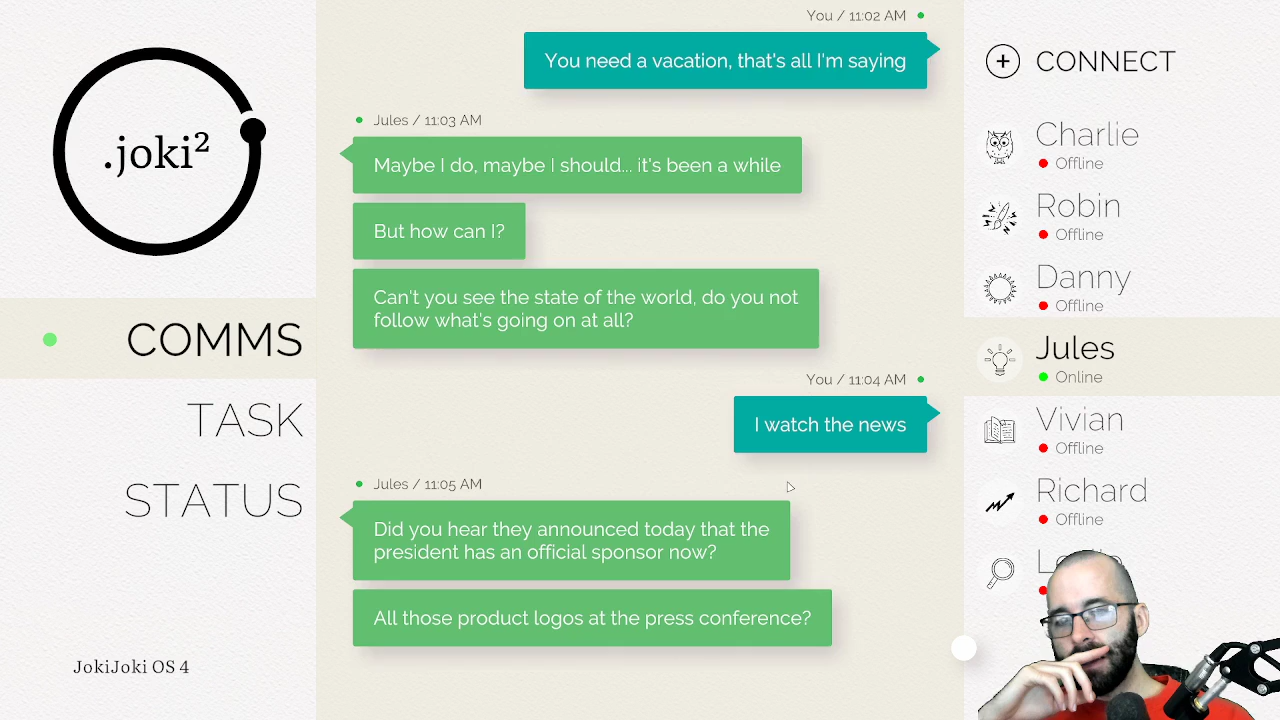 .joki²
COMMS
TASK
STATUS
JokiJoki OS 4
You / 11:02 AM
You need a vacation, that's all I'm saying
Jules / 11:03 AM
Maybe I do, maybe I should... it's been a while
But how can I?
Can't you see the state of the world, do you not
follow what's going on at all?
You / 11:04 AM
I watch the news
Jules / 11:05 AM
Did you hear they announced today that the
president has an official sponsor now?
All those product logos at the press conference?
+ CONNECT
Charlie
Offline
Robin
Offline
Danny
Offline
Jules
Online
Vivian
Offline
Richard
Offline